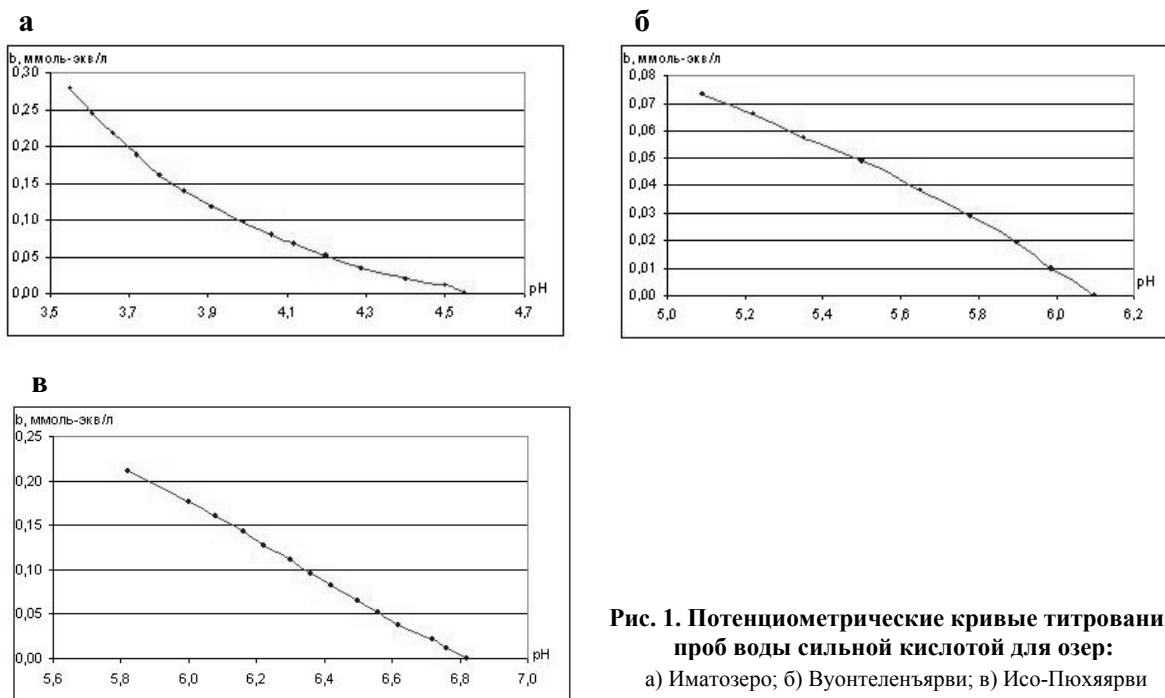 а
б
b, ммоль-экв/л
0,30
0,25
0,20
0,15
0,10
0,05
0,00
3,5 3,7 3,9 4,1 4,3 4,5 4,7
pH
b, ммоль-экв/л
0,08
0,07
0,06
0,05
0,04
0,03
0,02
0,01
0,00
5,0 5,2 5,4 5,6 5,8 6,0 6,2
pH
в
b, ммоль-экв/л
0,25
0,20
0,15
0,10
0,05
0,00
5,6 5,8 6,0 6,2 6,4 6,6 6,8 7,0
pH
Рис. 1. Потенциометрические кривые титровани
проб воды сильной кислотой для озер:
а) Иматозеро; б) Вуонтеленъярви; в) Исо-Пюхяярви